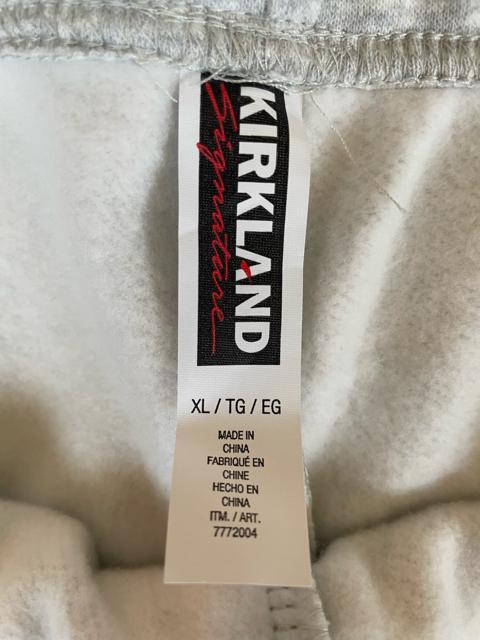 KIRKLAND
Signature
XL / TG / EG
MADE IN
CHINA
FABRIQUÉ EN
CHINE
HECHO EN
CHINA
ITM. / ART.
7772004